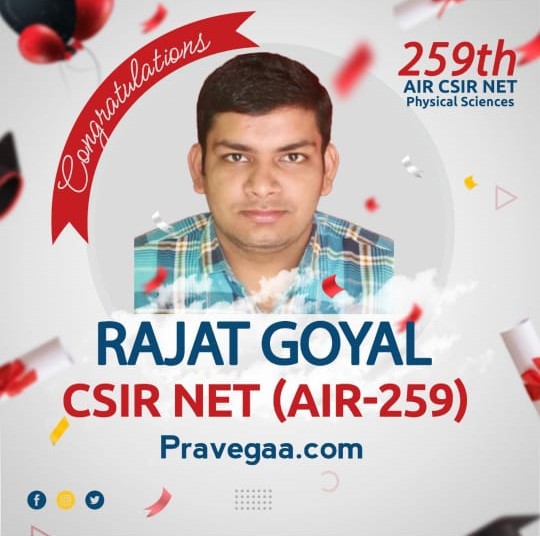 Congratulations
259th
AIR CSIR NET
Physical Sciences
RAJAT GOYAL
CSIR NET (AIR-259)
Pravegaa.com